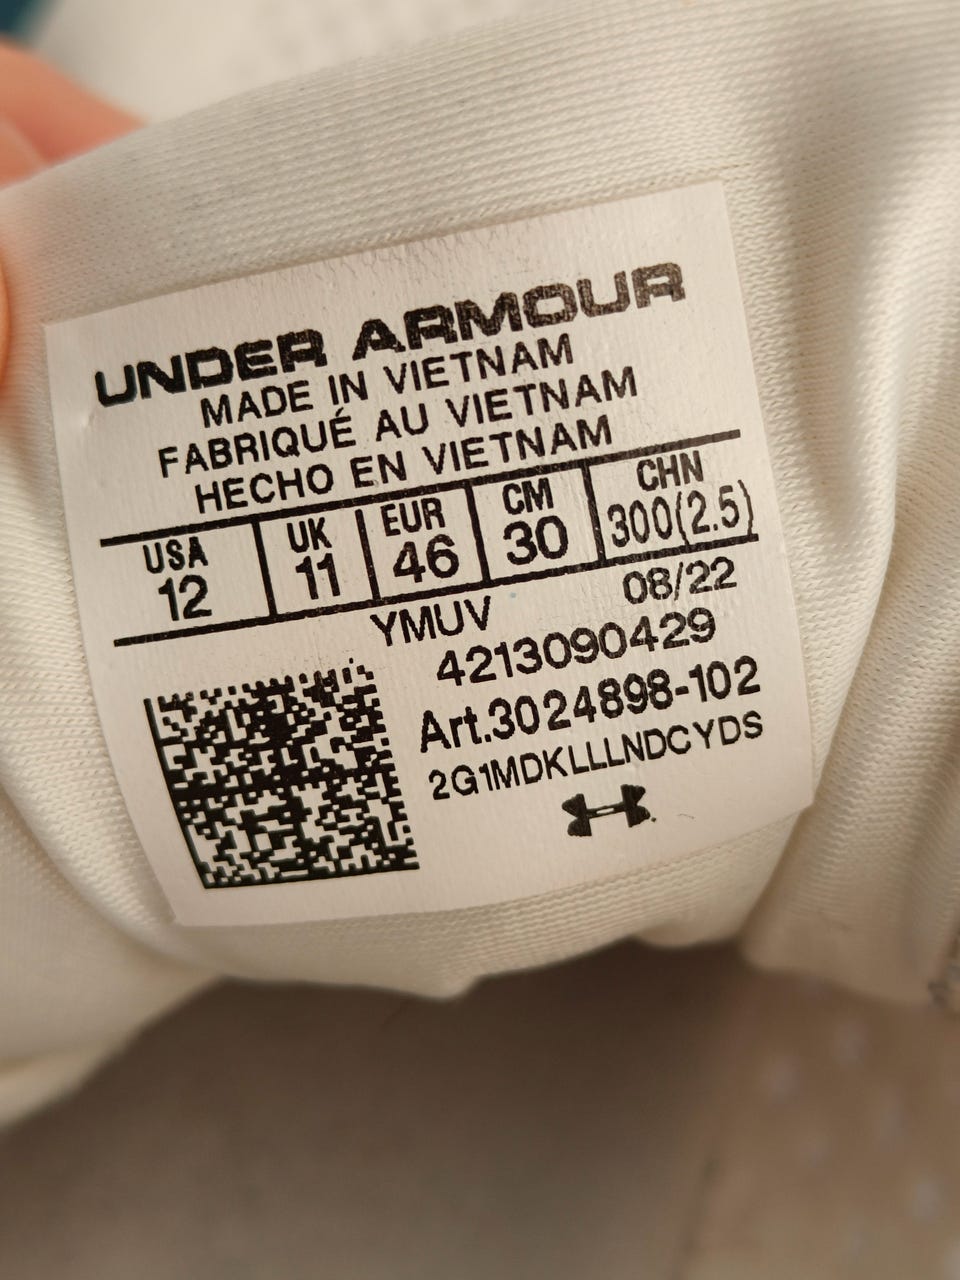 UNDER ARMOUR
MADE IN VIETNAM
FABRIQUÉ AU VIETNAM
HECHO EN VIETNAM
USA UK EUR CM CHN
12 11 46 30 300(2.5)
YMUV 08/22
4213090429
Art.3024898-102
2G1MDKLLLNDCYDS